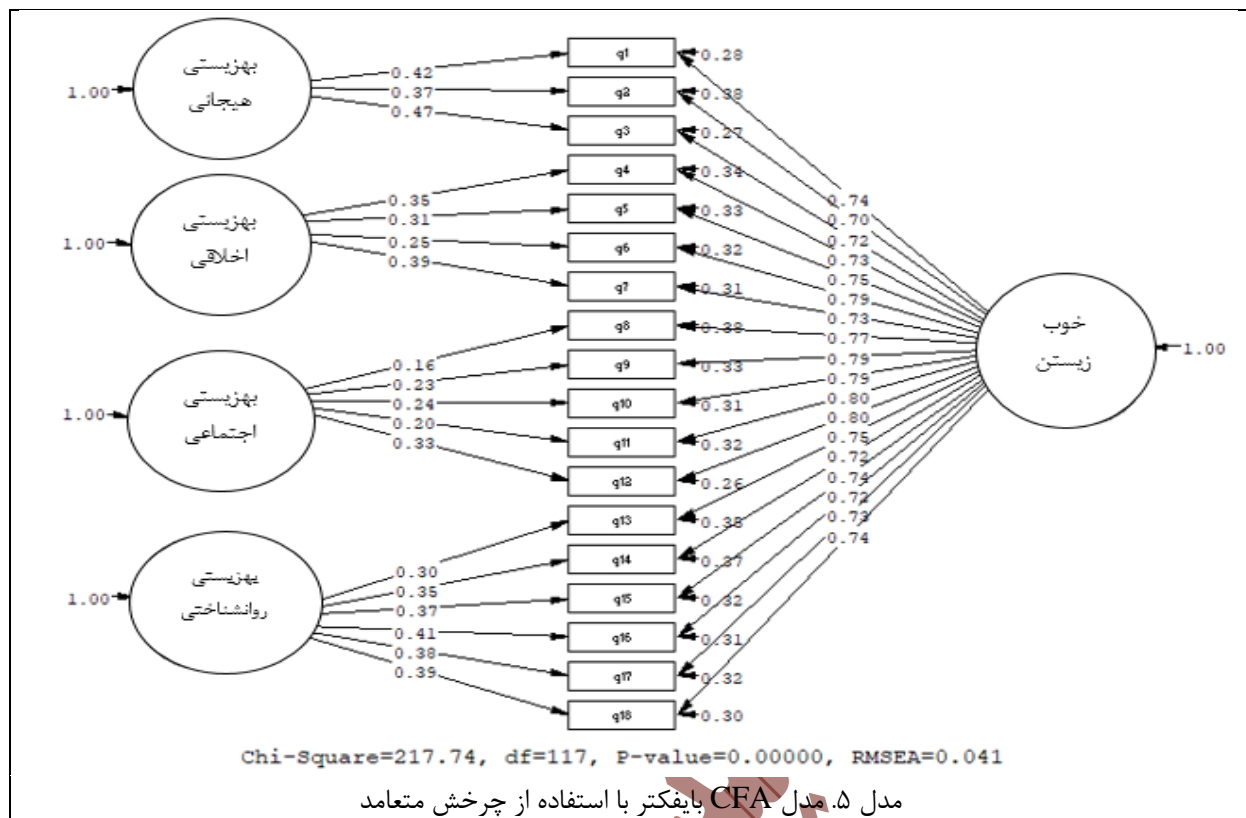 بهزیستی
هیجانی
1.00
0.42
0.37
0.47
بهزیستی
اخلاقی
1.00
0.35
0.31
0.25
0.39
بهزیستی
اجتماعی
1.00
0.16
0.23
0.24
0.20
0.33
یهزیستی
روانشناختی
1.00
0.30
0.35
0.37
0.41
0.38
0.39
q1 0.28
q2 0.38
q3 0.27
q4 0.34
q5 0.33
q6 0.32
q7 0.31
q8 0.38
q9 0.33
q10 0.31
q11 0.32
q12 0.26
q13 0.38
q14 0.37
q15 0.32
q16 0.31
q17 0.32
q18 0.30
0.74
0.70
0.72
0.73
0.75
0.79
0.73
0.77
0.79
0.79
0.80
0.80
0.75
0.72
0.74
0.72
0.73
0.74
خوب
زیستن
1.00
Chi-Square=217.74, df=117, P-value=0.00000, RMSEA=0.041
مدل ۵. مدل CFA بایفکتر با استفاده از چرخش متعامد